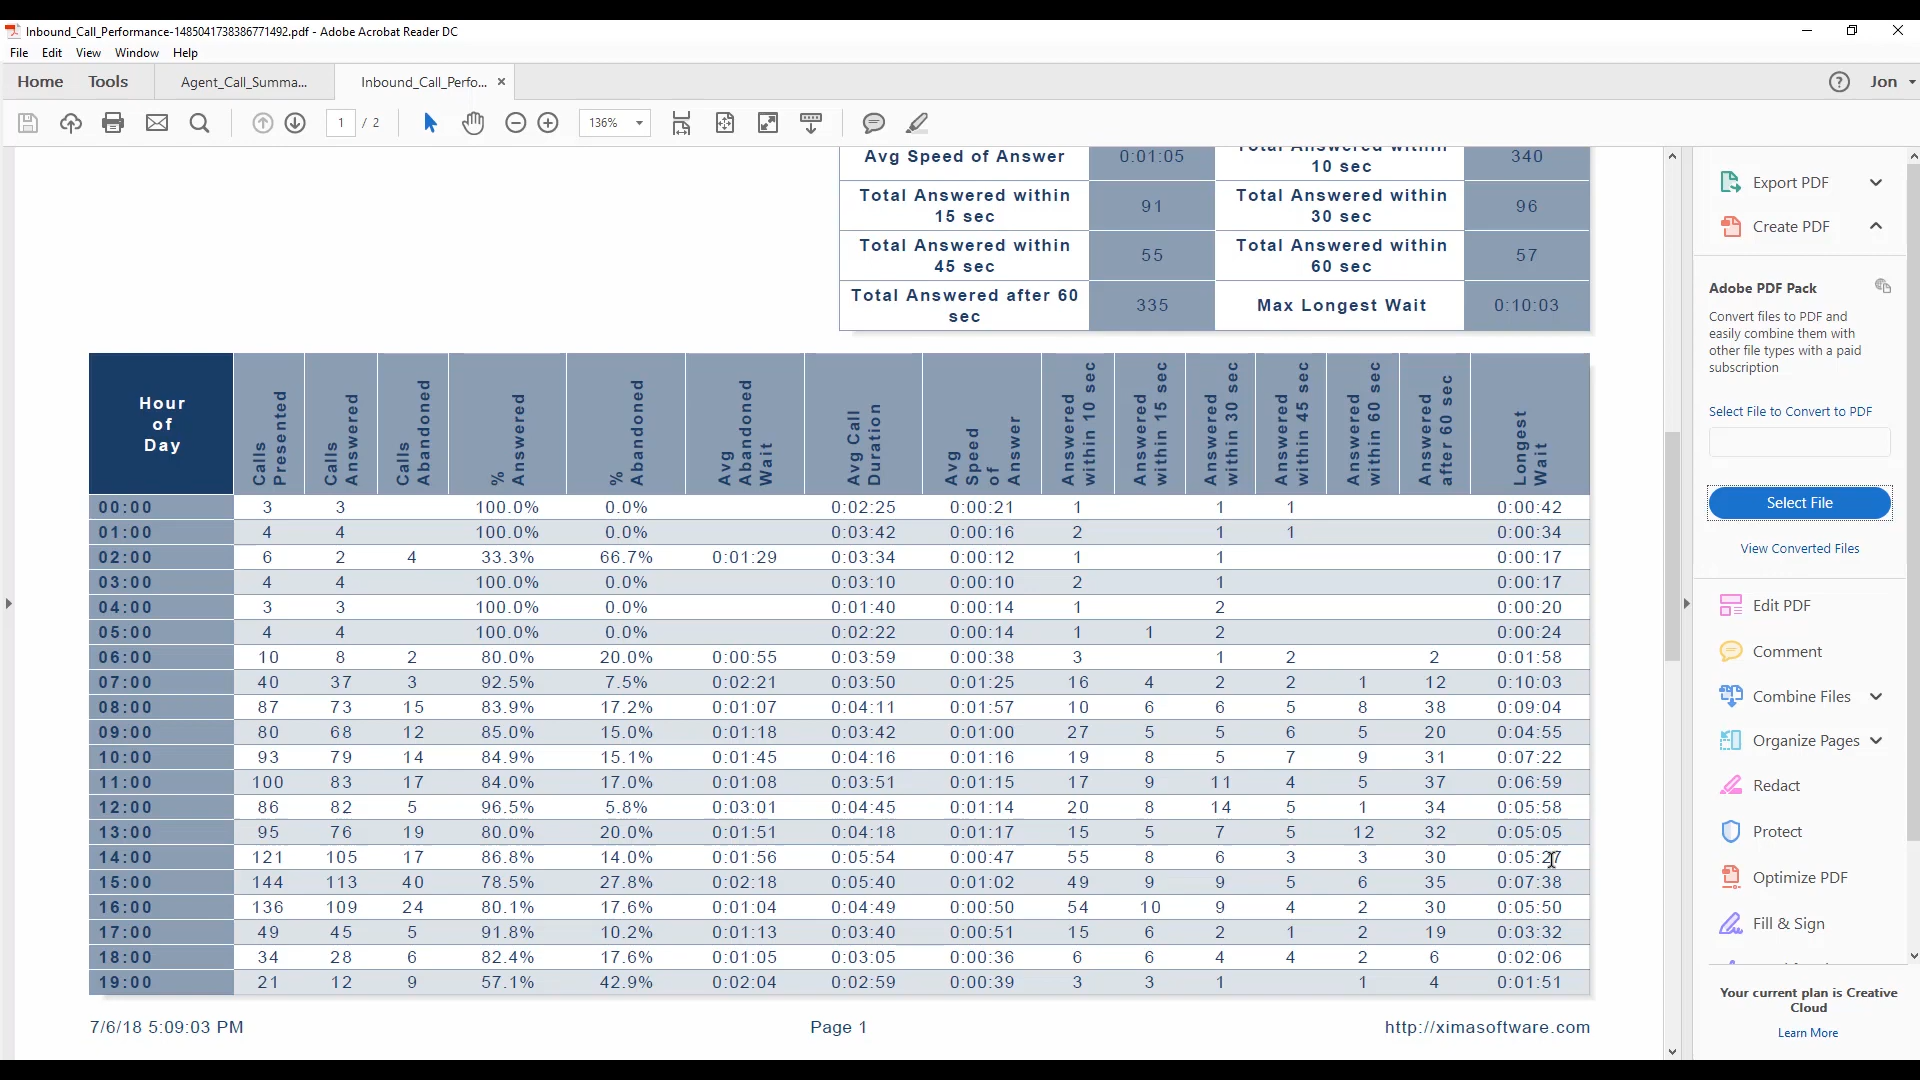 Inbound_Call_Performance-1485041738386771492.pdf - Adobe Acrobat Reader DC
File Edit View Window Help
Home Tools Agent_Call_Summa... Inbound_Call_Perfo... × Jon
1 / 2 136%
Avg Speed of Answer 0:01:05 Total Answered within 10 sec 340
Total Answered within 15 sec 91 Total Answered within 30 sec 96
Total Answered within 45 sec 55 Total Answered within 60 sec 57
Total Answered after 60 sec 335 Max Longest Wait 0:10:03
Hour of Day Calls Presented Calls Answered Calls Abandoned % Answered % Abandoned Avg Abandoned Wait Avg Call Duration Avg Speed of Answer Answered within 10 sec Answered within 15 sec Answered within 30 sec Answered within 45 sec Answered within 60 sec Answered after 60 sec Longest Wait
00:00 3 3 100.0% 0.0% 0:02:25 0:00:21 1 1 1 0:00:42
01:00 4 4 100.0% 0.0% 0:03:42 0:00:16 2 1 1 0:00:34
02:00 6 2 4 33.3% 66.7% 0:01:29 0:03:34 0:00:12 1 1 0:00:17
03:00 4 4 100.0% 0.0% 0:03:10 0:00:10 2 1 0:00:17
04:00 3 3 100.0% 0.0% 0:01:40 0:00:14 1 2 0:00:20
05:00 4 4 100.0% 0.0% 0:02:22 0:00:14 1 1 2 0:00:24
06:00 10 8 2 80.0% 20.0% 0:00:55 0:03:59 0:00:38 3 1 2 2 0:01:58
07:00 40 37 3 92.5% 7.5% 0:02:21 0:03:50 0:01:25 16 4 2 2 1 12 0:10:03
08:00 87 73 15 83.9% 17.2% 0:01:07 0:04:11 0:01:57 10 6 6 5 8 38 0:09:04
09:00 80 68 12 85.0% 15.0% 0:01:18 0:03:42 0:01:00 27 5 5 6 5 20 0:04:55
10:00 93 79 14 84.9% 15.1% 0:01:45 0:04:16 0:01:16 19 8 5 7 9 31 0:07:22
11:00 100 83 17 84.0% 17.0% 0:01:08 0:03:51 0:01:15 17 9 11 4 5 37 0:06:59
12:00 86 82 5 96.5% 5.8% 0:03:01 0:04:45 0:01:14 20 8 14 5 1 34 0:05:58
13:00 95 76 19 80.0% 20.0% 0:01:51 0:04:18 0:01:17 15 5 7 5 12 32 0:05:05
14:00 121 105 17 86.8% 14.0% 0:01:56 0:05:54 0:00:47 55 8 6 3 3 30 0:05:27
15:00 144 113 40 78.5% 27.8% 0:02:18 0:05:40 0:01:02 49 9 9 5 6 35 0:07:38
16:00 136 109 24 80.1% 17.6% 0:01:04 0:04:49 0:00:50 54 10 9 4 2 30 0:05:50
17:00 49 45 5 91.8% 10.2% 0:01:13 0:03:40 0:00:51 15 6 2 1 2 19 0:03:32
18:00 34 28 6 82.4% 17.6% 0:01:05 0:03:05 0:00:36 6 6 4 4 2 6 0:02:06
19:00 21 12 9 57.1% 42.9% 0:02:04 0:02:59 0:00:39 3 3 1 1 4 0:01:51
7/6/18 5:09:03 PM Page 1 http://ximasoftware.com
Export PDF
Create PDF
Adobe PDF Pack
Convert files to PDF and
easily combine them with
other file types with a paid
subscription
Select File to Convert to PDF
Select File
View Converted Files
Edit PDF
Comment
Combine Files
Organize Pages
Redact
Protect
Optimize PDF
Fill & Sign
Your current plan is Creative
Cloud
Learn More